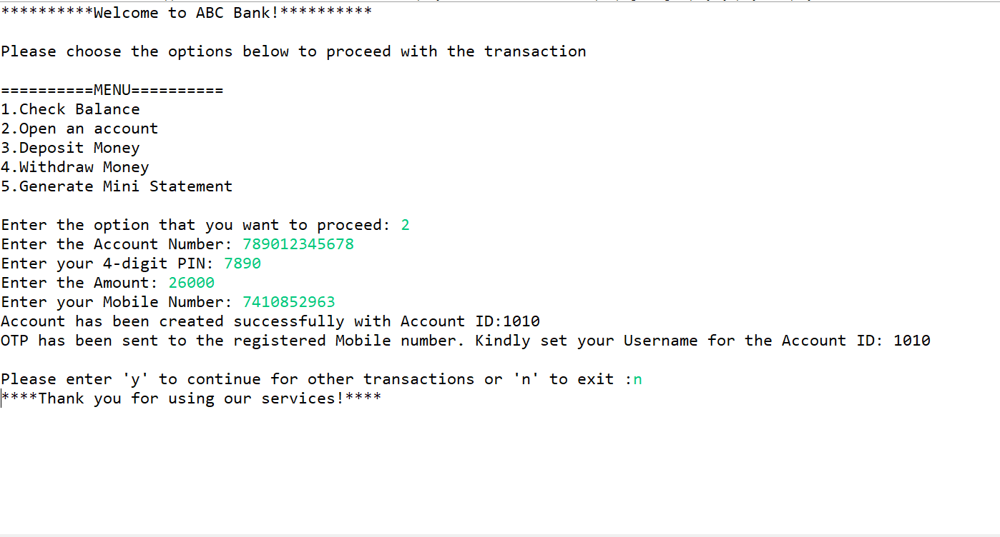 **********Welcome to ABC Bank!**********
Please choose the options below to proceed with the transaction
==========MENU==========
1.Check Balance
2.Open an account
3.Deposit Money
4.Withdraw Money
5.Generate Mini Statement
Enter the option that you want to proceed: 2
Enter the Account Number: 789012345678
Enter your 4-digit PIN: 7890
Enter the Amount: 26000
Enter your Mobile Number: 7410852963
Account has been created successfully with Account ID:1010
OTP has been sent to the registered Mobile number. Kindly set your Username for the Account ID: 1010
Please enter 'y' to continue for other transactions or 'n' to exit :n
****Thank you for using our services!****